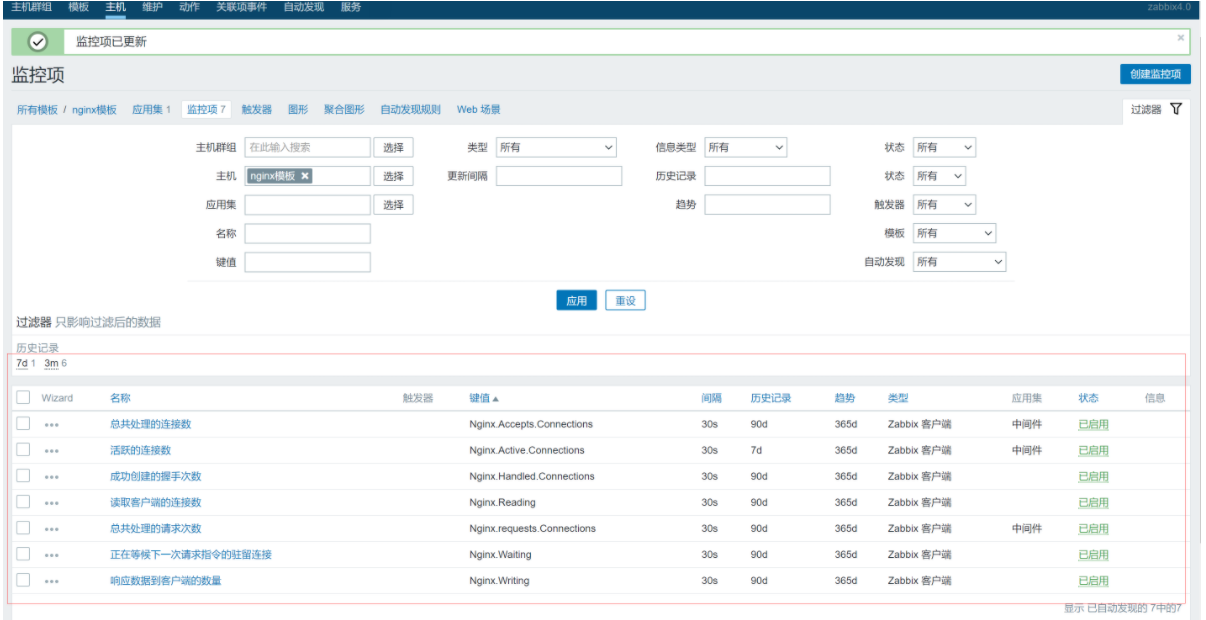 主机群组 模板 主机 维护 动作 关联项事件 自动发现 服务 zabbix4.0
监控项已更新 ×
监控项 创建监控项
所有模板 / nginx模板 应用集 1 监控项 7 触发器 图形 聚合图形 自动发现规则 Web 场景 过滤器
主机群组 在此输入搜索 选择 类型 所有 信息类型 所有 状态 所有
主机 nginx模板 × 选择 更新间隔 历史记录 状态 所有
应用集 选择 趋势 触发器 所有
名称 模板 所有
键值 自动发现 所有
应用 重设
过滤器 只影响过滤后的数据
历史记录
7d 1 3m 6
Wizard 名称 触发器 键值▲ 间隔 历史记录 趋势 类型 应用集 状态 信息
••• 总共处理的连接数 Nginx.Accepts.Connections 30s 90d 365d Zabbix 客户端 中间件 已启用
••• 活跃的连接数 Nginx.Active.Connections 30s 7d 365d Zabbix 客户端 中间件 已启用
••• 成功创建的握手次数 Nginx.Handled.Connections 30s 90d 365d Zabbix 客户端 已启用
••• 读取客户端的连接数 Nginx.Reading 30s 90d 365d Zabbix 客户端 已启用
••• 总共处理的请求次数 Nginx.requests.Connections 30s 90d 365d Zabbix 客户端 中间件 已启用
••• 正在等候下一次请求指令的驻留连接 Nginx.Waiting 30s 90d 365d Zabbix 客户端 已启用
••• 响应数据到客户端的数量 Nginx.Writing 30s 90d 365d Zabbix 客户端 已启用
显示 已自动发现的 7中的7